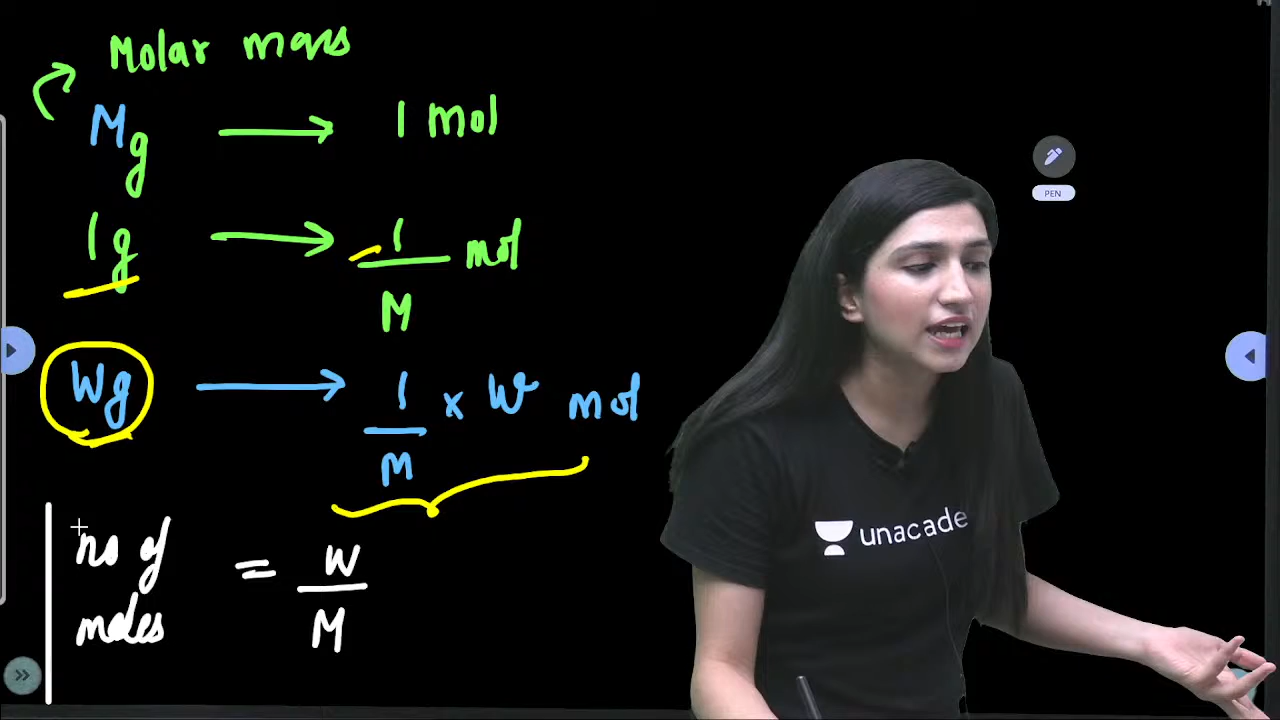 Molar mass
Mg → 1 mol
1g → 1/M mol
Wg → 1/M x W mol
no of moles = W/M
PEN
unacade